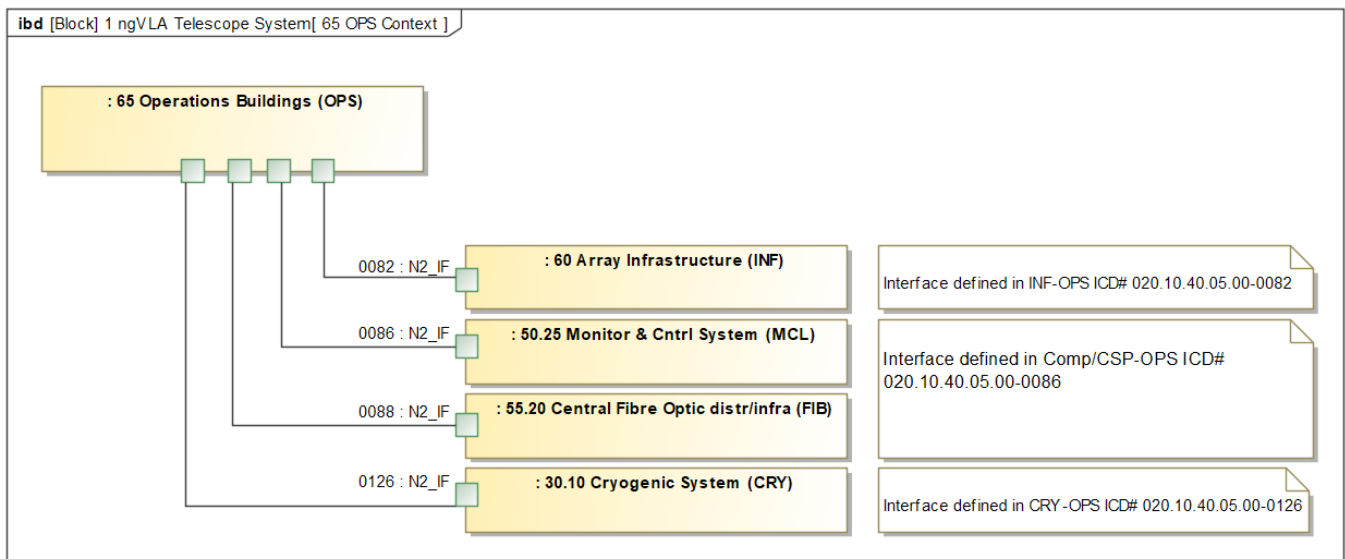 ibd [Block] 1 ngVLA Telescope System[ 65 OPS Context ]
: 65 Operations Buildings (OPS)
0082 : N2_IF
: 60 Array Infrastructure (INF)
Interface defined in INF-OPS ICD# 020.10.40.05.00-0082
0086 : N2_IF
: 50.25 Monitor & Cntrl System (MCL)
Interface defined in Comp/CSP-OPS ICD#
020.10.40.05.00-0086
0088 : N2_IF
: 55.20 Central Fibre Optic distr/infra (FIB)
0126 : N2_IF
: 30.10 Cryogenic System (CRY)
Interface defined in CRY-OPS ICD# 020.10.40.05.00-0126